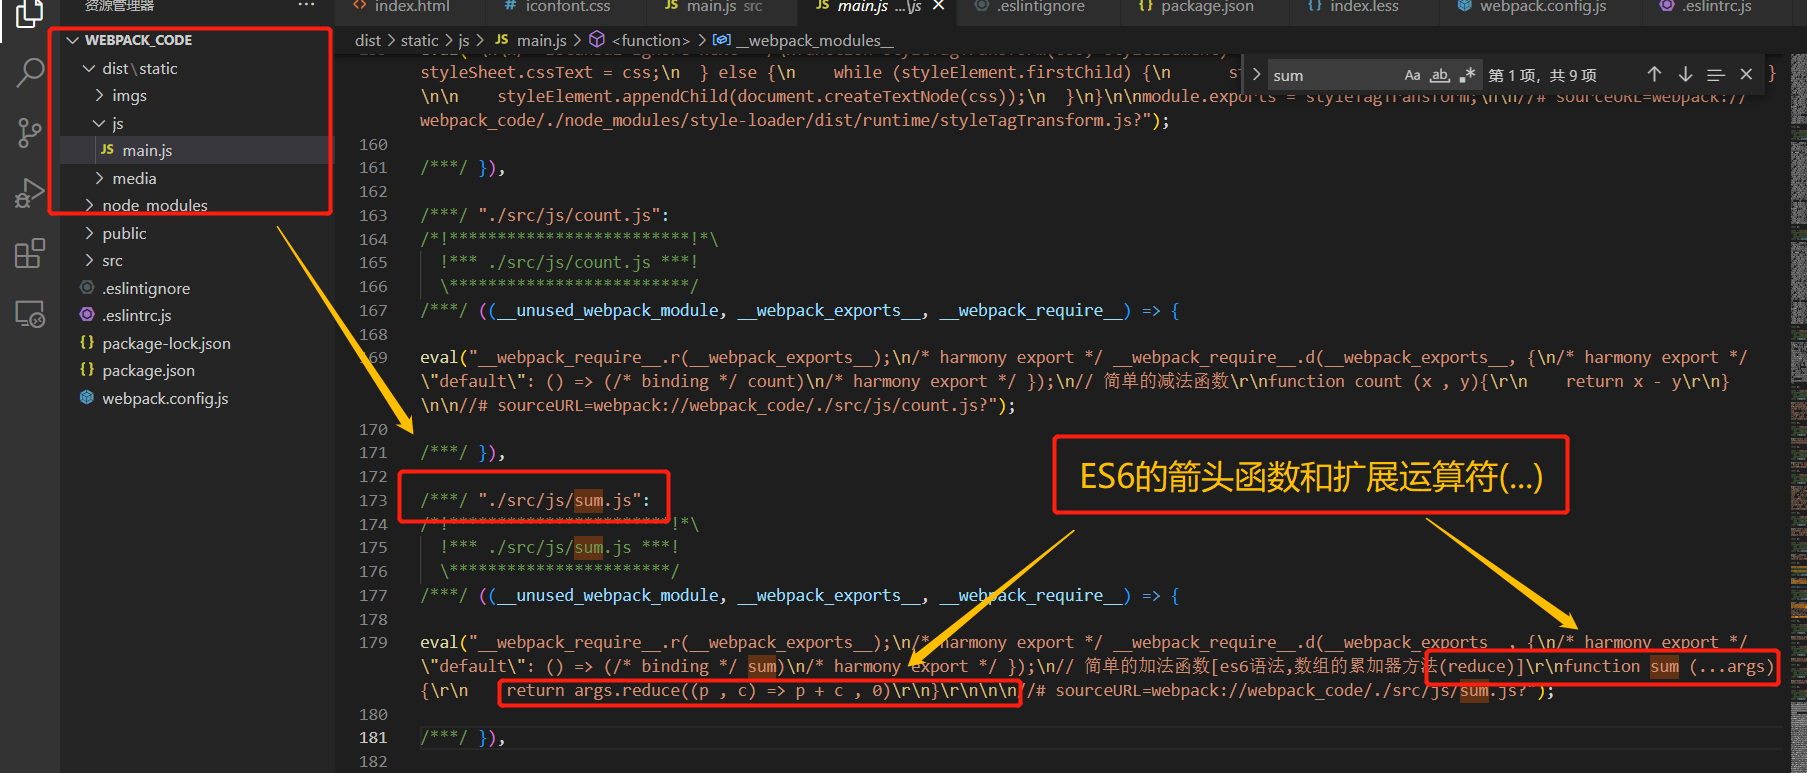 资源管理器
···
index.html
# iconfont.css
JS main.js src
JS main.js ...\js
.eslintignore
{} package.json
{} index.less
webpack.config.js
.eslintrc.js
WEBPACK_CODE
dist\static
imgs
js
JS main.js
media
node_modules
public
src
.eslintignore
.eslintrc.js
{} package-lock.json
{} package.json
webpack.config.js
dist > static > js > JS main.js > <function> > __webpack_modules__
sum
Aa ab
第 1 项，共 9 项
styleSheet.cssText = css;\n  } else {\n    while (styleElement.firstChild) {\n
\n\n    styleElement.appendChild(document.createTextNode(css));\n  }\n}\n\nmodule.exports = styleTagTransform;\n\n//# sourceURL=webpack://
webpack_code/./node_modules/style-loader/dist/runtime/styleTagTransform.js?");
160
161 /***/ }),
162
163 /***/ "./src/js/count.js":
164 /*!*************************!*\
165   !*** ./src/js/count.js ***!
166   \*************************/
167 /***/ ((__unused_webpack_module, __webpack_exports__, __webpack_require__) => {
168
169 eval("__webpack_require__.r(__webpack_exports__);\n/* harmony export */ __webpack_require__.d(__webpack_exports__, {\n/* harmony export */
\"default\": () => (/* binding */ count)\n/* harmony export */ });\n// 简单的减法函数\r\nfunction count (x , y){\r\n    return x - y\r\n}
\n\n//# sourceURL=webpack://webpack_code/./src/js/count.js?");
170
171 /***/ }),
172
ES6的箭头函数和扩展运算符(...)
173 /***/ "./src/js/sum.js":
174 /*!***********************!*\
175   !*** ./src/js/sum.js ***!
176   \***********************/
177 /***/ ((__unused_webpack_module, __webpack_exports__, __webpack_require__) => {
178
179 eval("__webpack_require__.r(__webpack_exports__);\n/* harmony export */ __webpack_require__.d(__webpack_exports__, {\n/* harmony export */
\"default\": () => (/* binding */ sum)\n/* harmony export */ });\n// 简单的加法函数[es6语法,数组的累加器方法(reduce)]\r\nfunction sum (...args)
{\r\n    return args.reduce((p , c) => p + c , 0)\r\n}\r\n\n\n//# sourceURL=webpack://webpack_code/./src/js/sum.js?");
180
181 /***/ }),
182